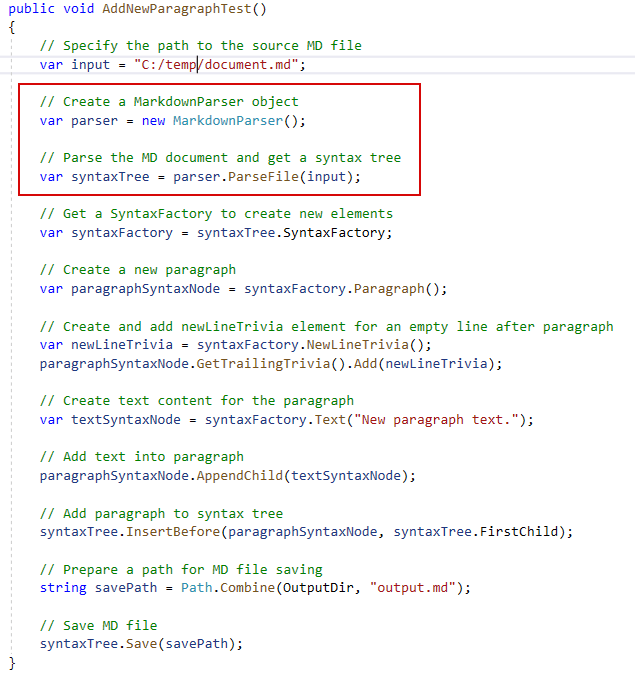 public void AddNewParagraphTest()
{
// Specify the path to the source MD file
var input = "C:/temp/document.md";
// Create a MarkdownParser object
var parser = new MarkdownParser();
// Parse the MD document and get a syntax tree
var syntaxTree = parser.ParseFile(input);
// Get a SyntaxFactory to create new elements
var syntaxFactory = syntaxTree.SyntaxFactory;
// Create a new paragraph
var paragraphSyntaxNode = syntaxFactory.Paragraph();
// Create and add newLineTrivia element for an empty line after paragraph
var newLineTrivia = syntaxFactory.NewLineTrivia();
paragraphSyntaxNode.GetTrailingTrivia().Add(newLineTrivia);
// Create text content for the paragraph
var textSyntaxNode = syntaxFactory.Text("New paragraph text.");
// Add text into paragraph
paragraphSyntaxNode.AppendChild(textSyntaxNode);
// Add paragraph to syntax tree
syntaxTree.InsertBefore(paragraphSyntaxNode, syntaxTree.FirstChild);
// Prepare a path for MD file saving
string savePath = Path.Combine(OutputDir, "output.md");
// Save MD file
syntaxTree.Save(savePath);
}